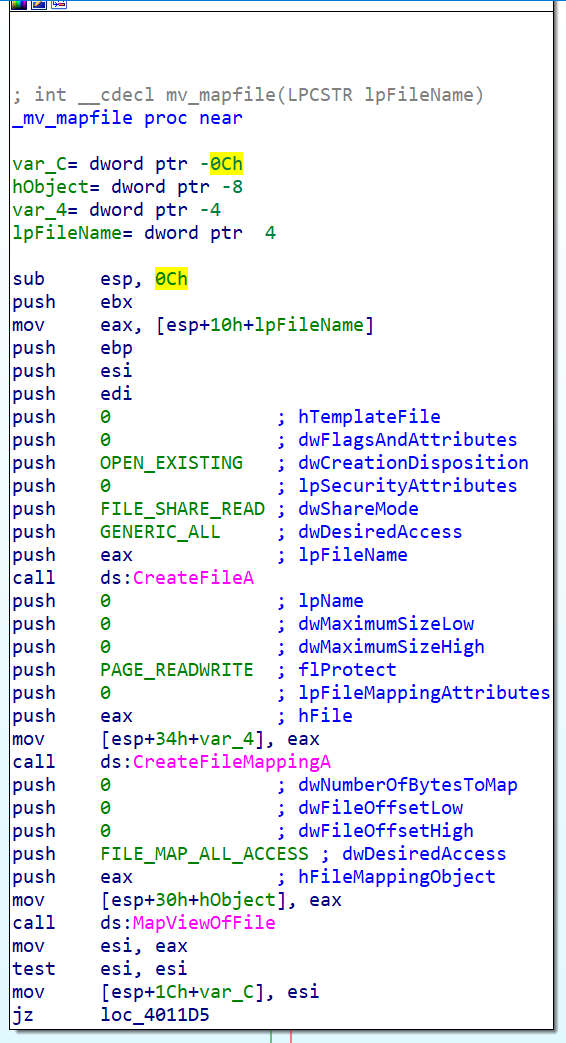 ; int __cdecl mv_mapfile(LPCSTR lpFileName)
_mv_mapfile proc near
var_C= dword ptr -0Ch
hObject= dword ptr -8
var_4= dword ptr -4
lpFileName= dword ptr  4
sub     esp, 0Ch
push    ebx
mov     eax, [esp+10h+lpFileName]
push    ebp
push    esi
push    edi
push    0               ; hTemplateFile
push    0               ; dwFlagsAndAttributes
push    OPEN_EXISTING   ; dwCreationDisposition
push    0               ; lpSecurityAttributes
push    FILE_SHARE_READ ; dwShareMode
push    GENERIC_ALL     ; dwDesiredAccess
push    eax             ; lpFileName
call    ds:CreateFileA
push    0               ; lpName
push    0               ; dwMaximumSizeLow
push    0               ; dwMaximumSizeHigh
push    PAGE_READWRITE  ; flProtect
push    0               ; lpFileMappingAttributes
push    eax             ; hFile
mov     [esp+34h+var_4], eax
call    ds:CreateFileMappingA
push    0               ; dwNumberOfBytesToMap
push    0               ; dwFileOffsetLow
push    0               ; dwFileOffsetHigh
push    FILE_MAP_ALL_ACCESS ; dwDesiredAccess
push    eax             ; hFileMappingObject
mov     [esp+30h+hObject], eax
call    ds:MapViewOfFile
mov     esi, eax
test    esi, esi
mov     [esp+1Ch+var_C], esi
jz      loc_4011D5